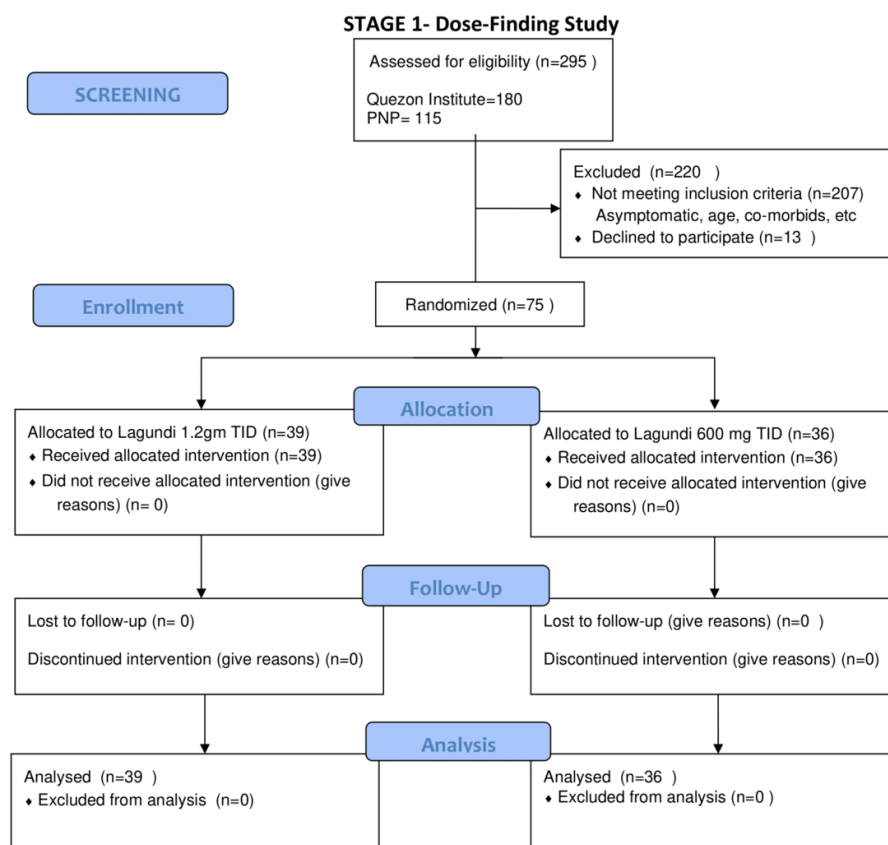 STAGE 1- Dose-Finding Study
SCREENING
Assessed for eligibility (n=295 )
Quezon Institute=180
PNP= 115
Excluded (n=220 )
♦ Not meeting inclusion criteria (n=207)
Asymptomatic, age, co-morbids, etc
♦ Declined to participate (n=13 )
Enrollment
Randomized (n=75 )
Allocation
Allocated to Lagundi 1.2gm TID (n=39)
♦ Received allocated intervention (n=39)
♦ Did not receive allocated intervention (give
reasons) (n= 0)
Allocated to Lagundi 600 mg TID (n=36)
♦ Received allocated intervention (n=36)
♦ Did not receive allocated intervention (give
reasons) (n=0)
Follow-Up
Lost to follow-up (n= 0)
Discontinued intervention (give reasons) (n=0)
Lost to follow-up (give reasons) (n=0 )
Discontinued intervention (give reasons) (n=0)
Analysis
Analysed (n=39 )
♦ Excluded from analysis (n=0)
Analysed (n=36 )
♦ Excluded from analysis (n=0 )